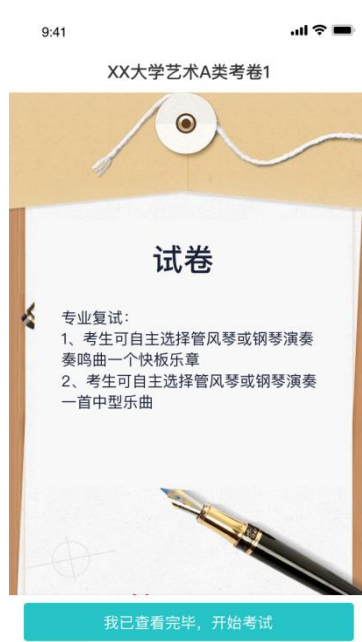 9:41
XX大学艺术A类考卷1
试卷
专业复试：
1、考生可自主选择管风琴或钢琴演奏
奏鸣曲一个快板乐章
2、考生可自主选择管风琴或钢琴演奏
一首中型乐曲
我已查看完毕，开始考试